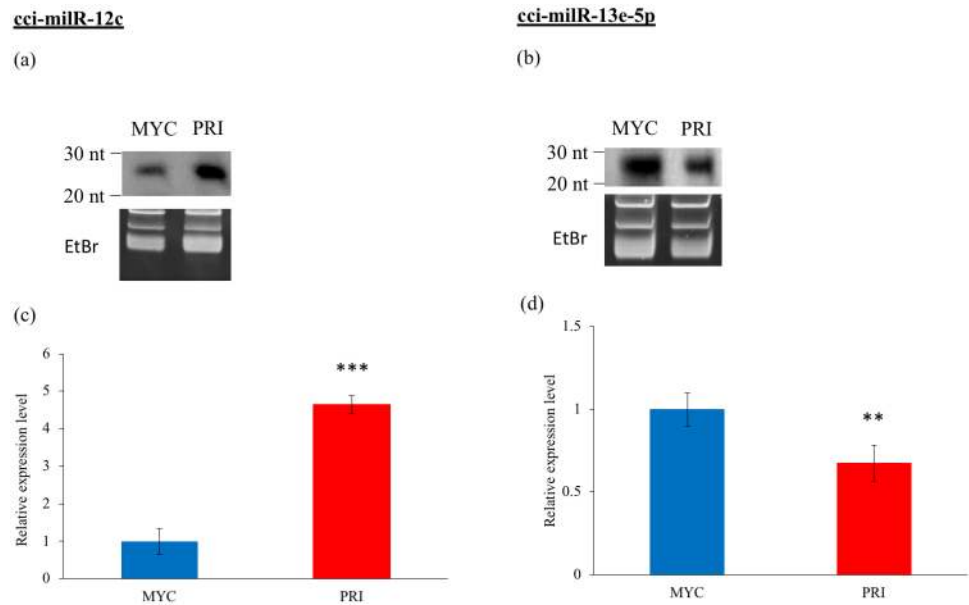 cci-milR-12c
(a)
MYC PRI
30 nt
20 nt
EtBr
(c)
6
5
4
3
2
1
0
Relative expression level
***
MYC PRI
cci-milR-13e-5p
(b)
MYC PRI
30 nt
20 nt
EtBr
(d)
1.5
1
0.5
0
Relative expression level
**
MYC PRI